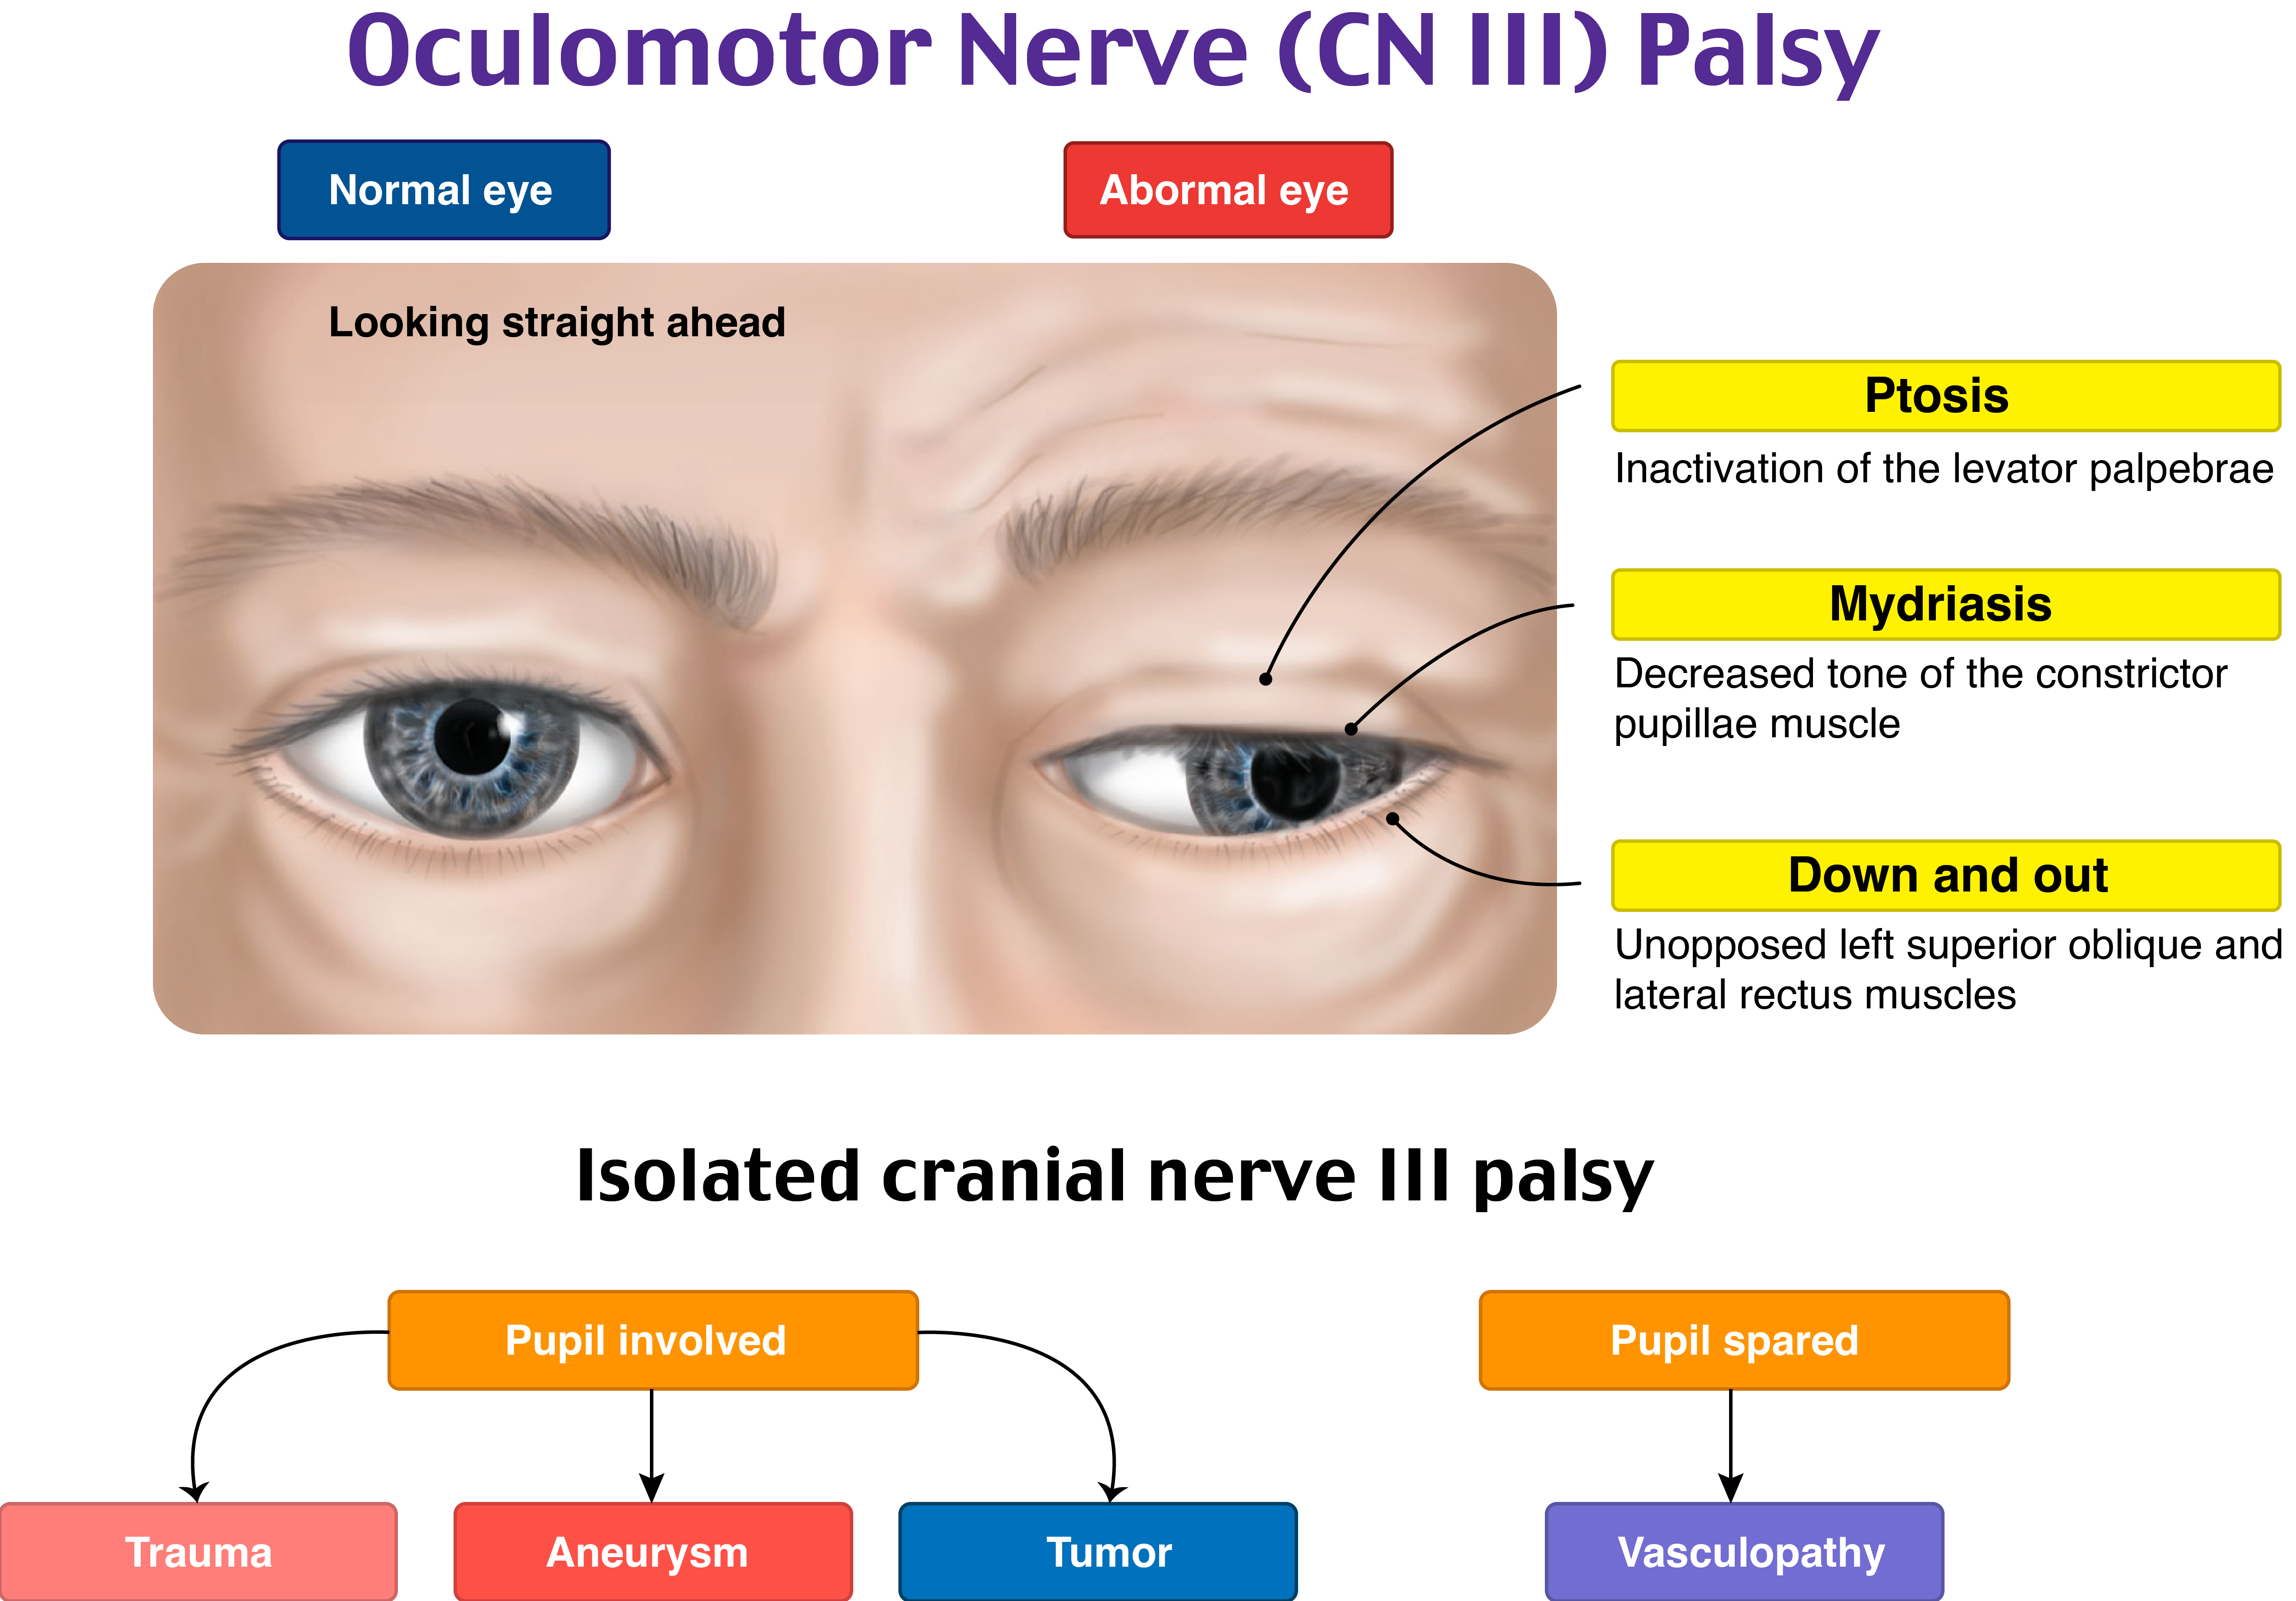 Oculomotor Nerve (CN III) Palsy
Normal eye
Abormal eye
Looking straight ahead
Ptosis
Inactivation of the levator palpebrae
Mydriasis
Decreased tone of the constrictor
pupillae muscle
Down and out
Unopposed left superior oblique and
lateral rectus muscles
Isolated cranial nerve III palsy
Pupil involved
Pupil spared
Trauma
Aneurysm
Tumor
Vasculopathy